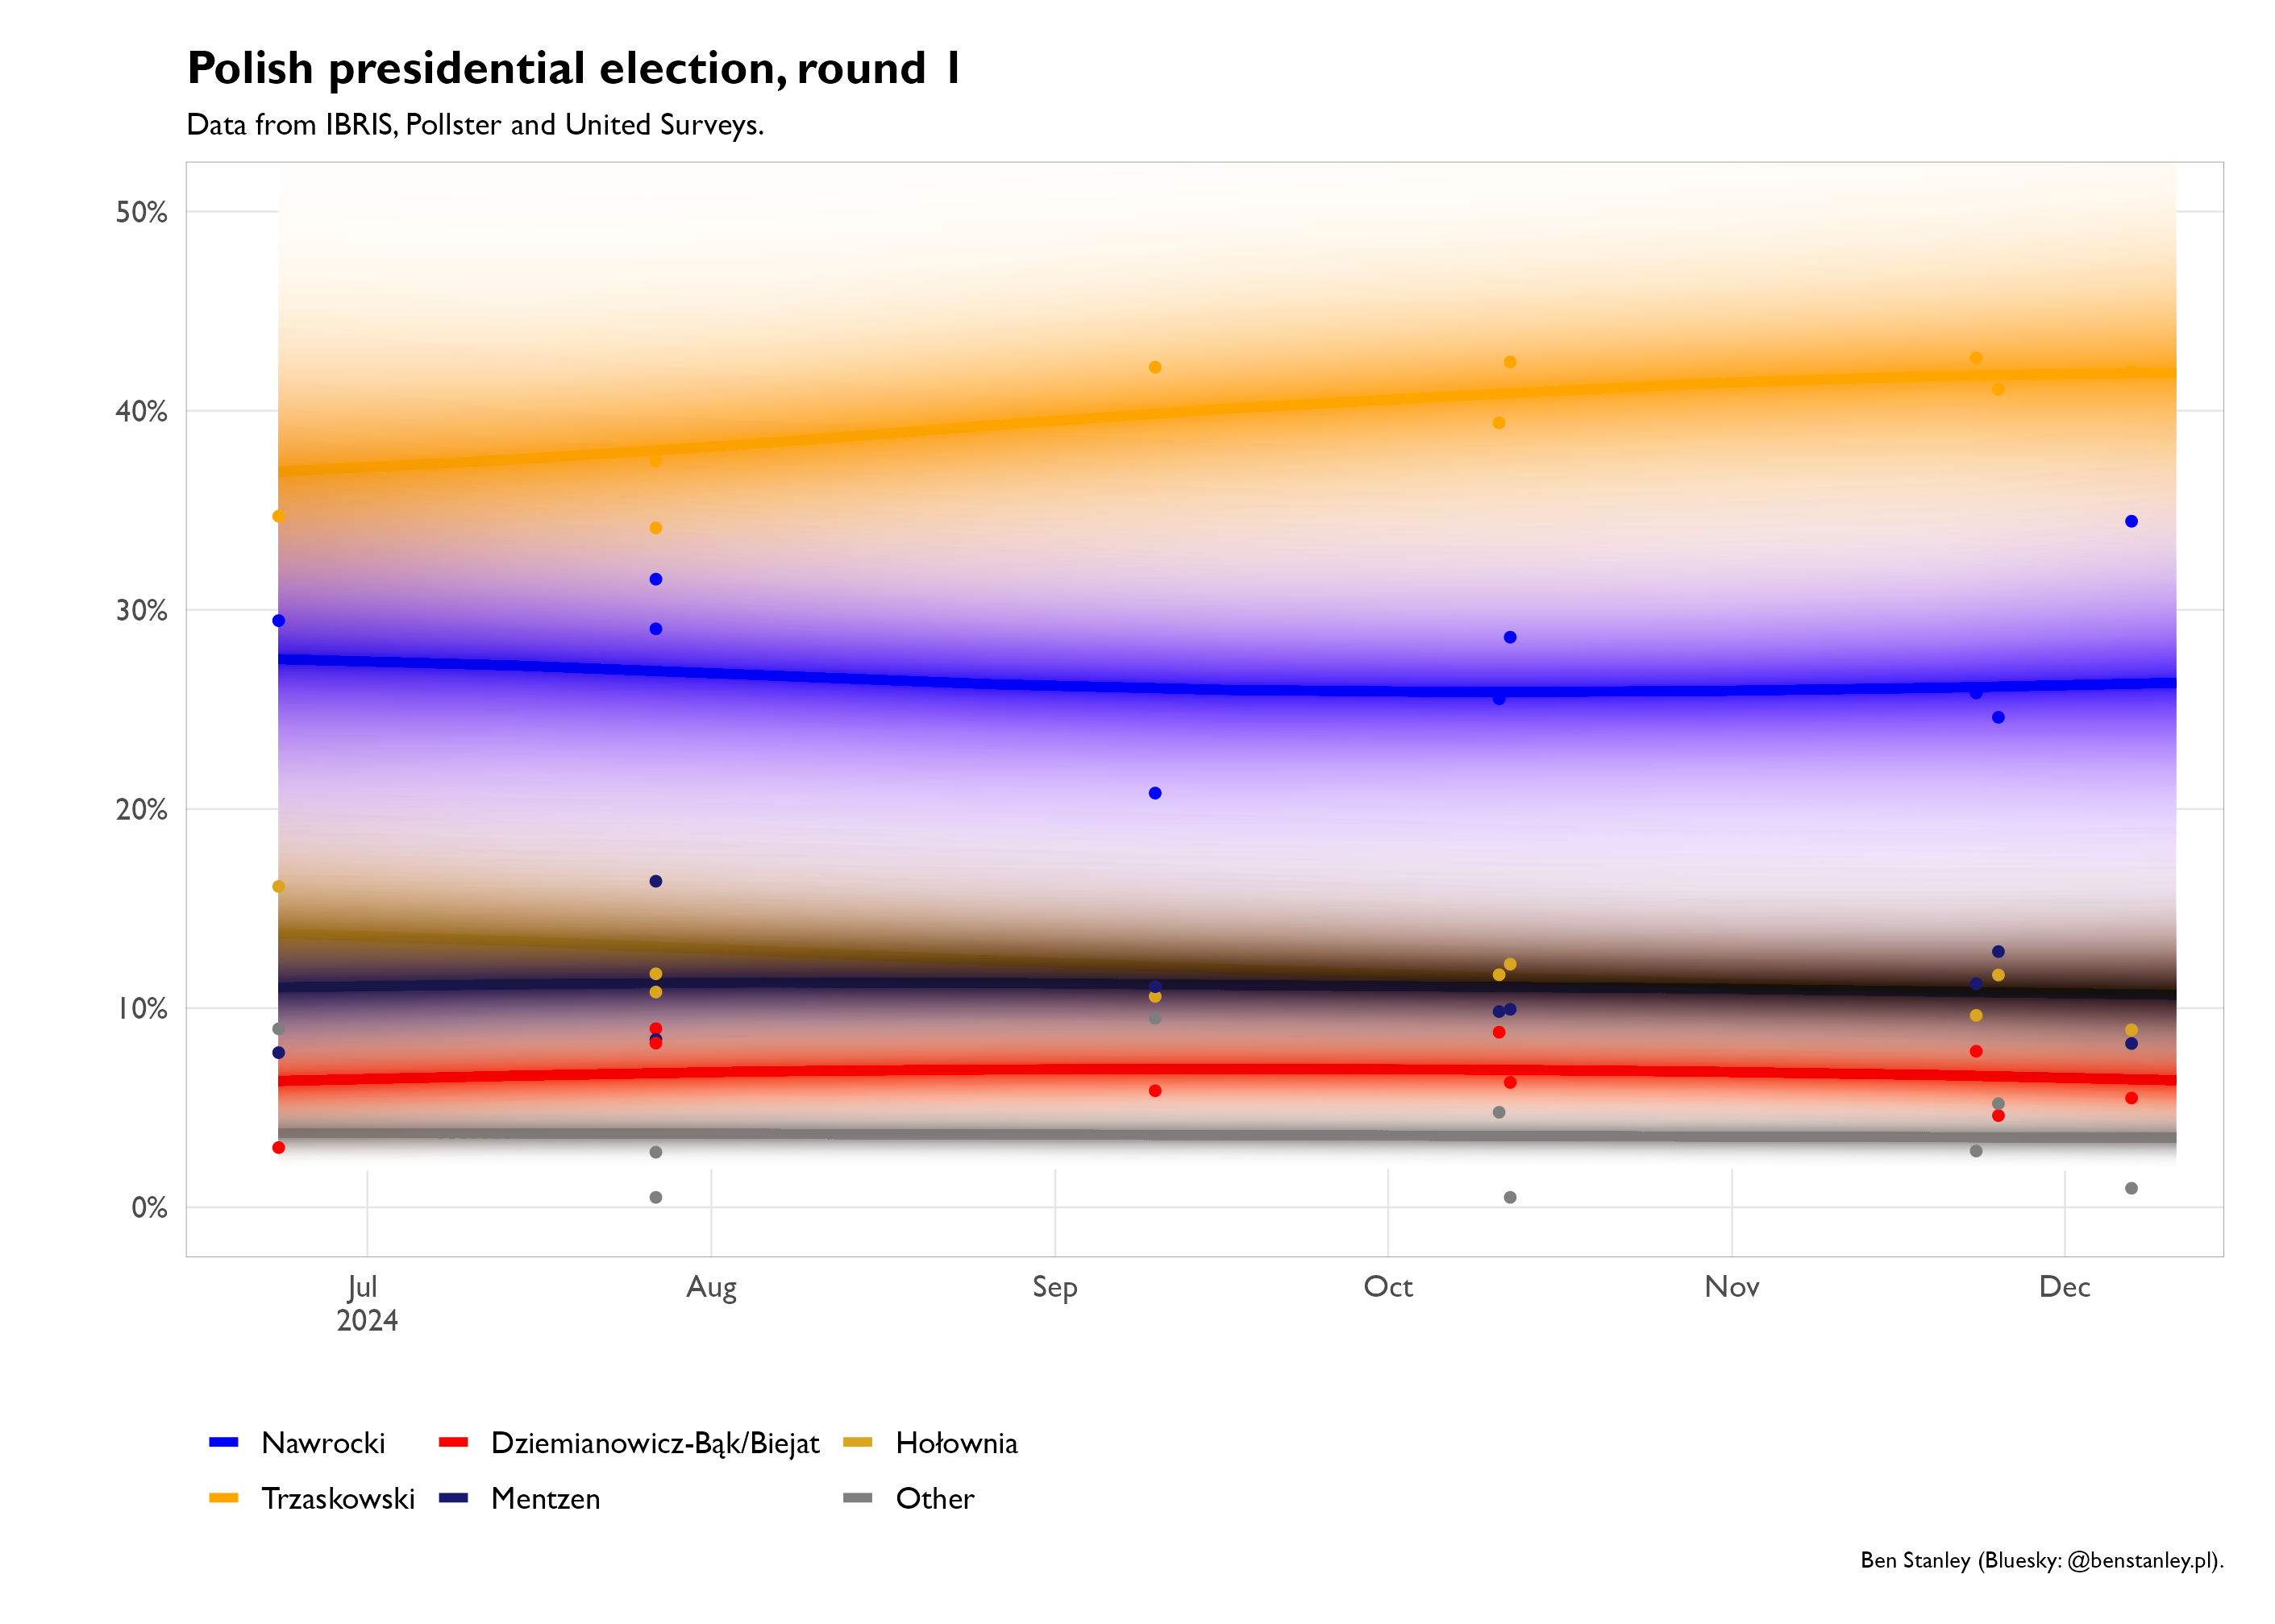 Polish presidential election, round 1
Data from IBRIS, Pollster and United Surveys.
50%
40%
30%
20%
10%
0%
Jul Aug Sep Oct Nov Dec
2024
Nawrocki Dziemianowicz-Bąk/Biejat Hołownia
Trzaskowski Mentzen Other
Ben Stanley (Bluesky: @benstanley.pl).